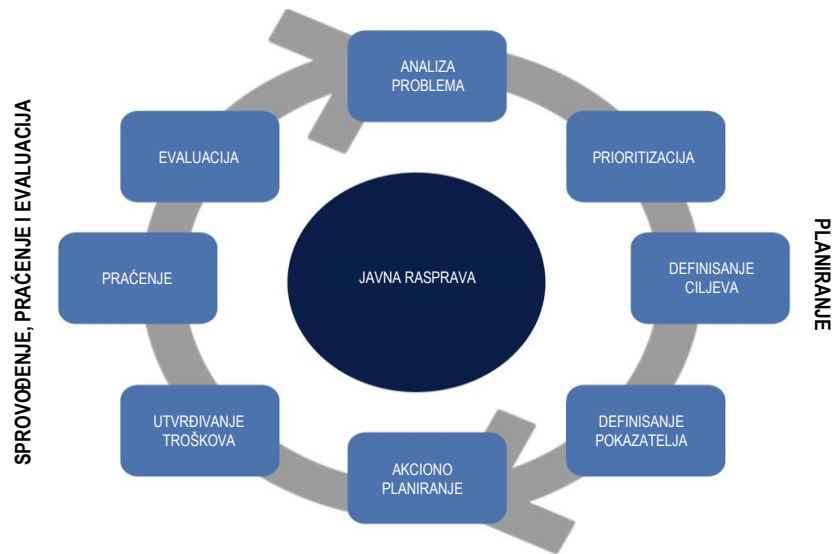 SPROVOĐENJE, PRAĆENJE I EVALUACIJA
ANALIZA
PROBLEMA
EVALUACIJA
PRIORITIZACIJA
PRAĆENJE
JAVNA RASPRAVA
DEFINISANJE
CILJEVA
PLANIRANJE
UTVRĐIVANJE
TROŠKOVA
DEFINISANJE
POKAZATELJA
AKCIONO
PLANIRANJE